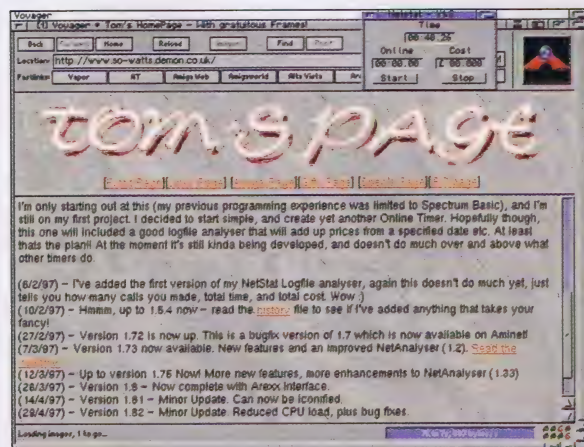 Voyager
(1) Voyager • Tom's HomePage - With gratuitous Frames!
NetStat - V1.8
Time
00:48:26
Online Cost
00:00.00 £ 00.000
Start Stop
Back Home Reload Find
Location http://www.so-watts.demon.co.uk/
Fastlinks: Vapor AT Amiga Web Amigaworld Alta Vista
TOM'S PAGE
I'm only starting out at this (my previous programming experience was limited to Spectrum Basic), and I'm
still on my first project. I decided to start simple, and create yet another Online Timer. Hopefully though,
this one will included a good logfile analyser that will add up prices from a specified date etc. At least
thats the plan!! At the moment it's still kinda being developed, and doesn't do much over and above what
other timers do.
(6/2/97) - I've added the first version of my NetStat Logfile analyser, again this doesn't do much yet, just
tells you how many calls you made, total time, and total cost. Wow :)
(10/2/97) - Hmmm, up to 1.5.4 now - read the history file to see if I've added anything that takes your
fancy!
(27/2/97) - Version 1.72 is now up. This is a bugfix version of 1.7 which is now available on Aminet!
(7/3/97) - Version 1.73 now available. New features and an improved NetAnalyser (1.2). Read the
(12/3/97) - Up to version 1.75 Now! More new features, more enhancements to NetAnalyser (1.33)
(28/3/97) - Version 1.8 - Now complete with Arexx Interface.
(14/4/97) - Version 1.81 - Minor Update. Can now be iconified.
(29/4/97) - Version 1.82 - Minor Update. Reduced CPU load, plus bug fixes.
Loading images, 1 to go...